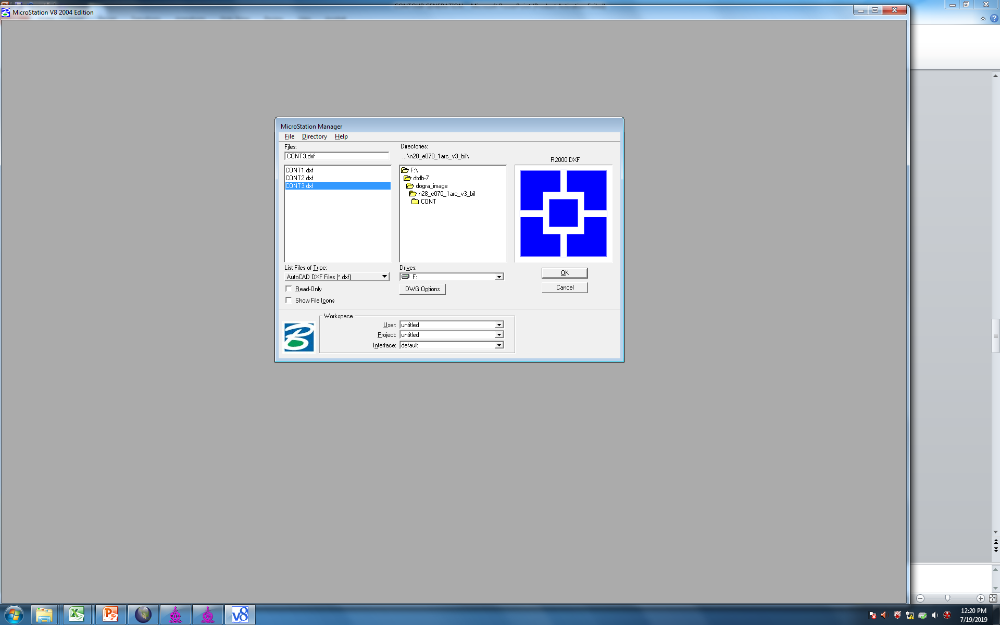 MicroStation V8 2004 Edition
MicroStation Manager
File Directory Help
Files:
CONT3.dxf
CONT1.dxf
CONT2.dxf
CONT3.dxf
Directories:
...\n28_e070_1arc_v3_bil\
F:\
dtdb-7
dogra_image
n28_e070_1arc_v3_bil
CONT
R2000 DXF
List Files of Type:
AutoCAD DXF Files [*.dxf]
Drives:
F:
Read-Only
Show File Icons
DWG Options
OK
Cancel
Workspace
User: untitled
Project: untitled
Interface: default
v8
12:20 PM
7/19/2019